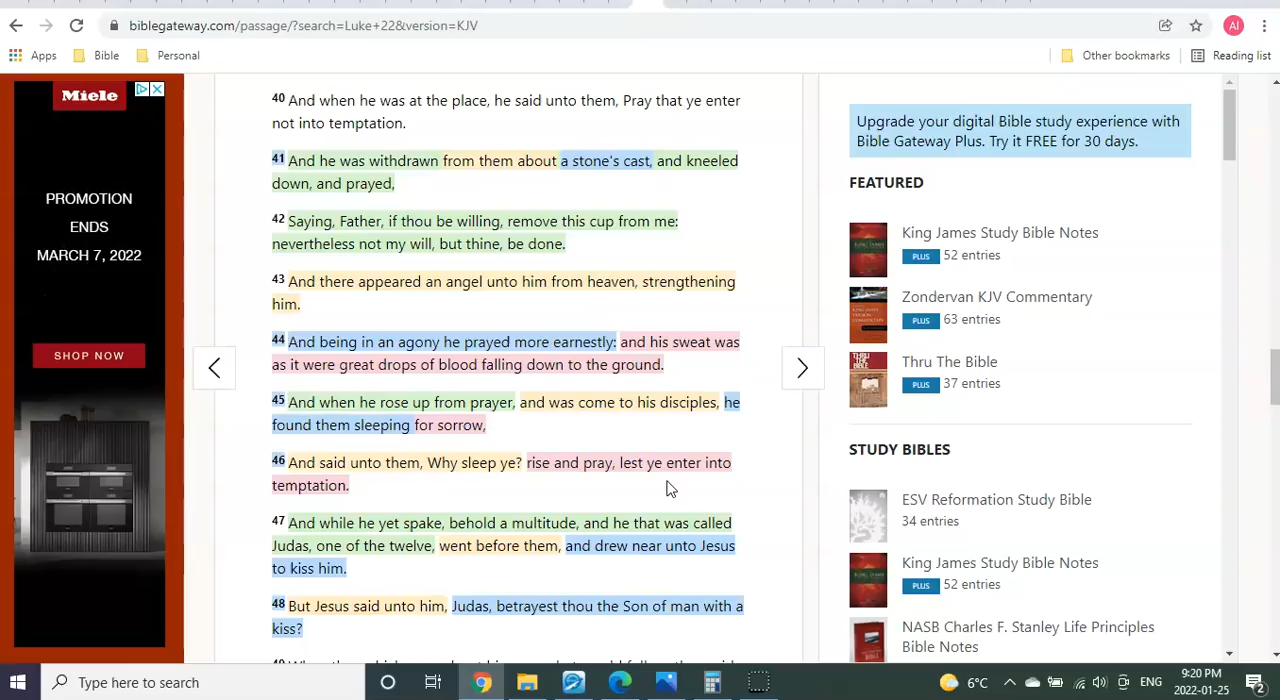 biblegateway.com/passage/?search=Luke+22&version=KJV
AI
Apps
Bible
Personal
Other bookmarks
Reading list
Miele
PROMOTION
ENDS
MARCH 7, 2022
SHOP NOW
40 And when he was at the place, he said unto them, Pray that ye enter
not into temptation.
41 And he was withdrawn from them about a stone's cast, and kneeled
down, and prayed,
42 Saying, Father, if thou be willing, remove this cup from me:
nevertheless not my will, but thine, be done.
43 And there appeared an angel unto him from heaven, strengthening
him.
44 And being in an agony he prayed more earnestly: and his sweat was
as it were great drops of blood falling down to the ground.
45 And when he rose up from prayer, and was come to his disciples, he
found them sleeping for sorrow,
46 And said unto them, Why sleep ye? rise and pray, lest ye enter into
temptation.
47 And while he yet spake, behold a multitude, and he that was called
Judas, one of the twelve, went before them, and drew near unto Jesus
to kiss him.
48 But Jesus said unto him, Judas, betrayest thou the Son of man with a
kiss?
Upgrade your digital Bible study experience with
Bible Gateway Plus. Try it FREE for 30 days.
FEATURED
King James Study Bible Notes
PLUS 52 entries
Zondervan KJV Commentary
PLUS 63 entries
Thru The Bible
PLUS 37 entries
STUDY BIBLES
ESV Reformation Study Bible
34 entries
King James Study Bible Notes
PLUS 52 entries
NASB Charles F. Stanley Life Principles
Bible Notes
Type here to search
6°C
ENG
9:20 PM
2022-01-25
2